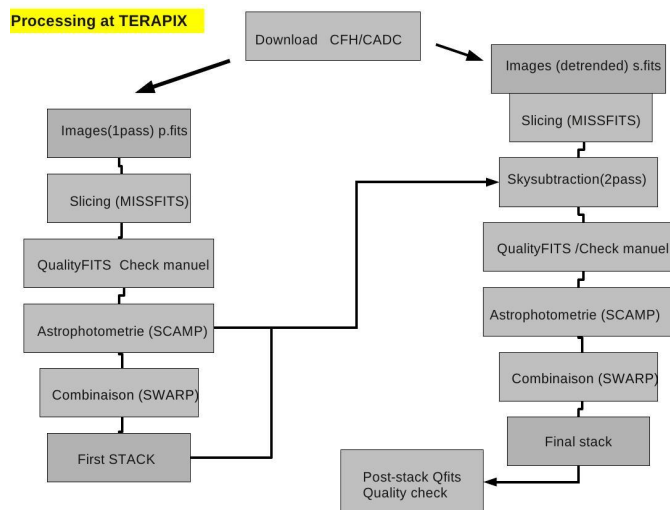 Processing at TERAPIX
Download CFH/CADC
Images(1pass) p.fits
Slicing (MISSFITS)
QualityFITS Check manuel
Astrophotometrie (SCAMP)
Combinaison (SWARP)
First STACK
Images (detrended) s.fits
Slicing (MISSFITS)
Skysubtraction(2pass)
QualityFITS /Check manuel
Astrophotometrie (SCAMP)
Combinaison (SWARP)
Final stack
Post-stack Qfits
Quality check